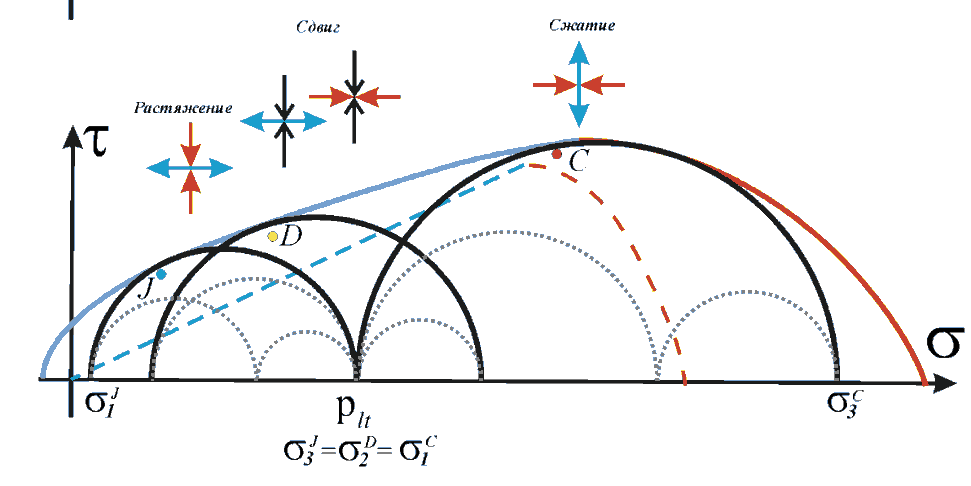 Сдвиг
Сжатие
Растяжение
τ
C
D
J
σ
σ₁ᴶ
pₗₜ
σ₃ᶜ
σ₃ᴶ=σ₂ᴰ=σ₁ᶜ